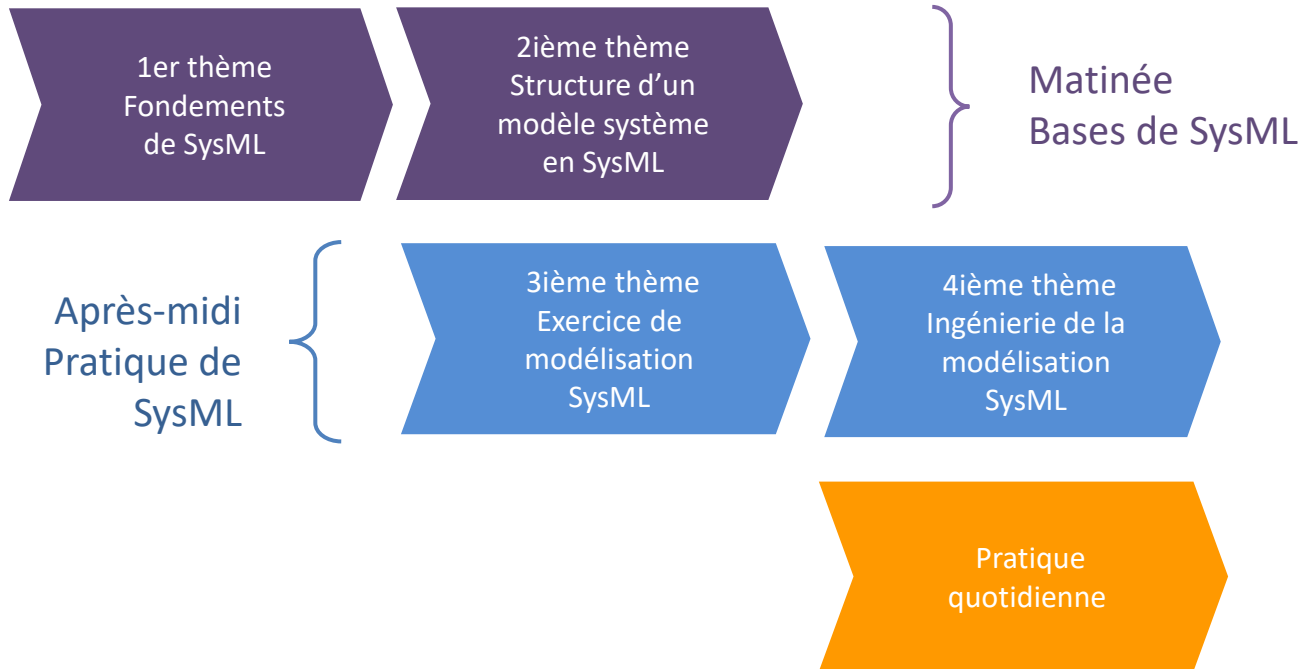 1er thème
Fondements
de SysML
2ième thème
Structure d’un
modèle système
en SysML
Matinée
Bases de SysML
Après-midi
Pratique de
SysML
3ième thème
Exercice de
modélisation
SysML
4ième thème
Ingénierie de la
modélisation
SysML
Pratique
quotidienne